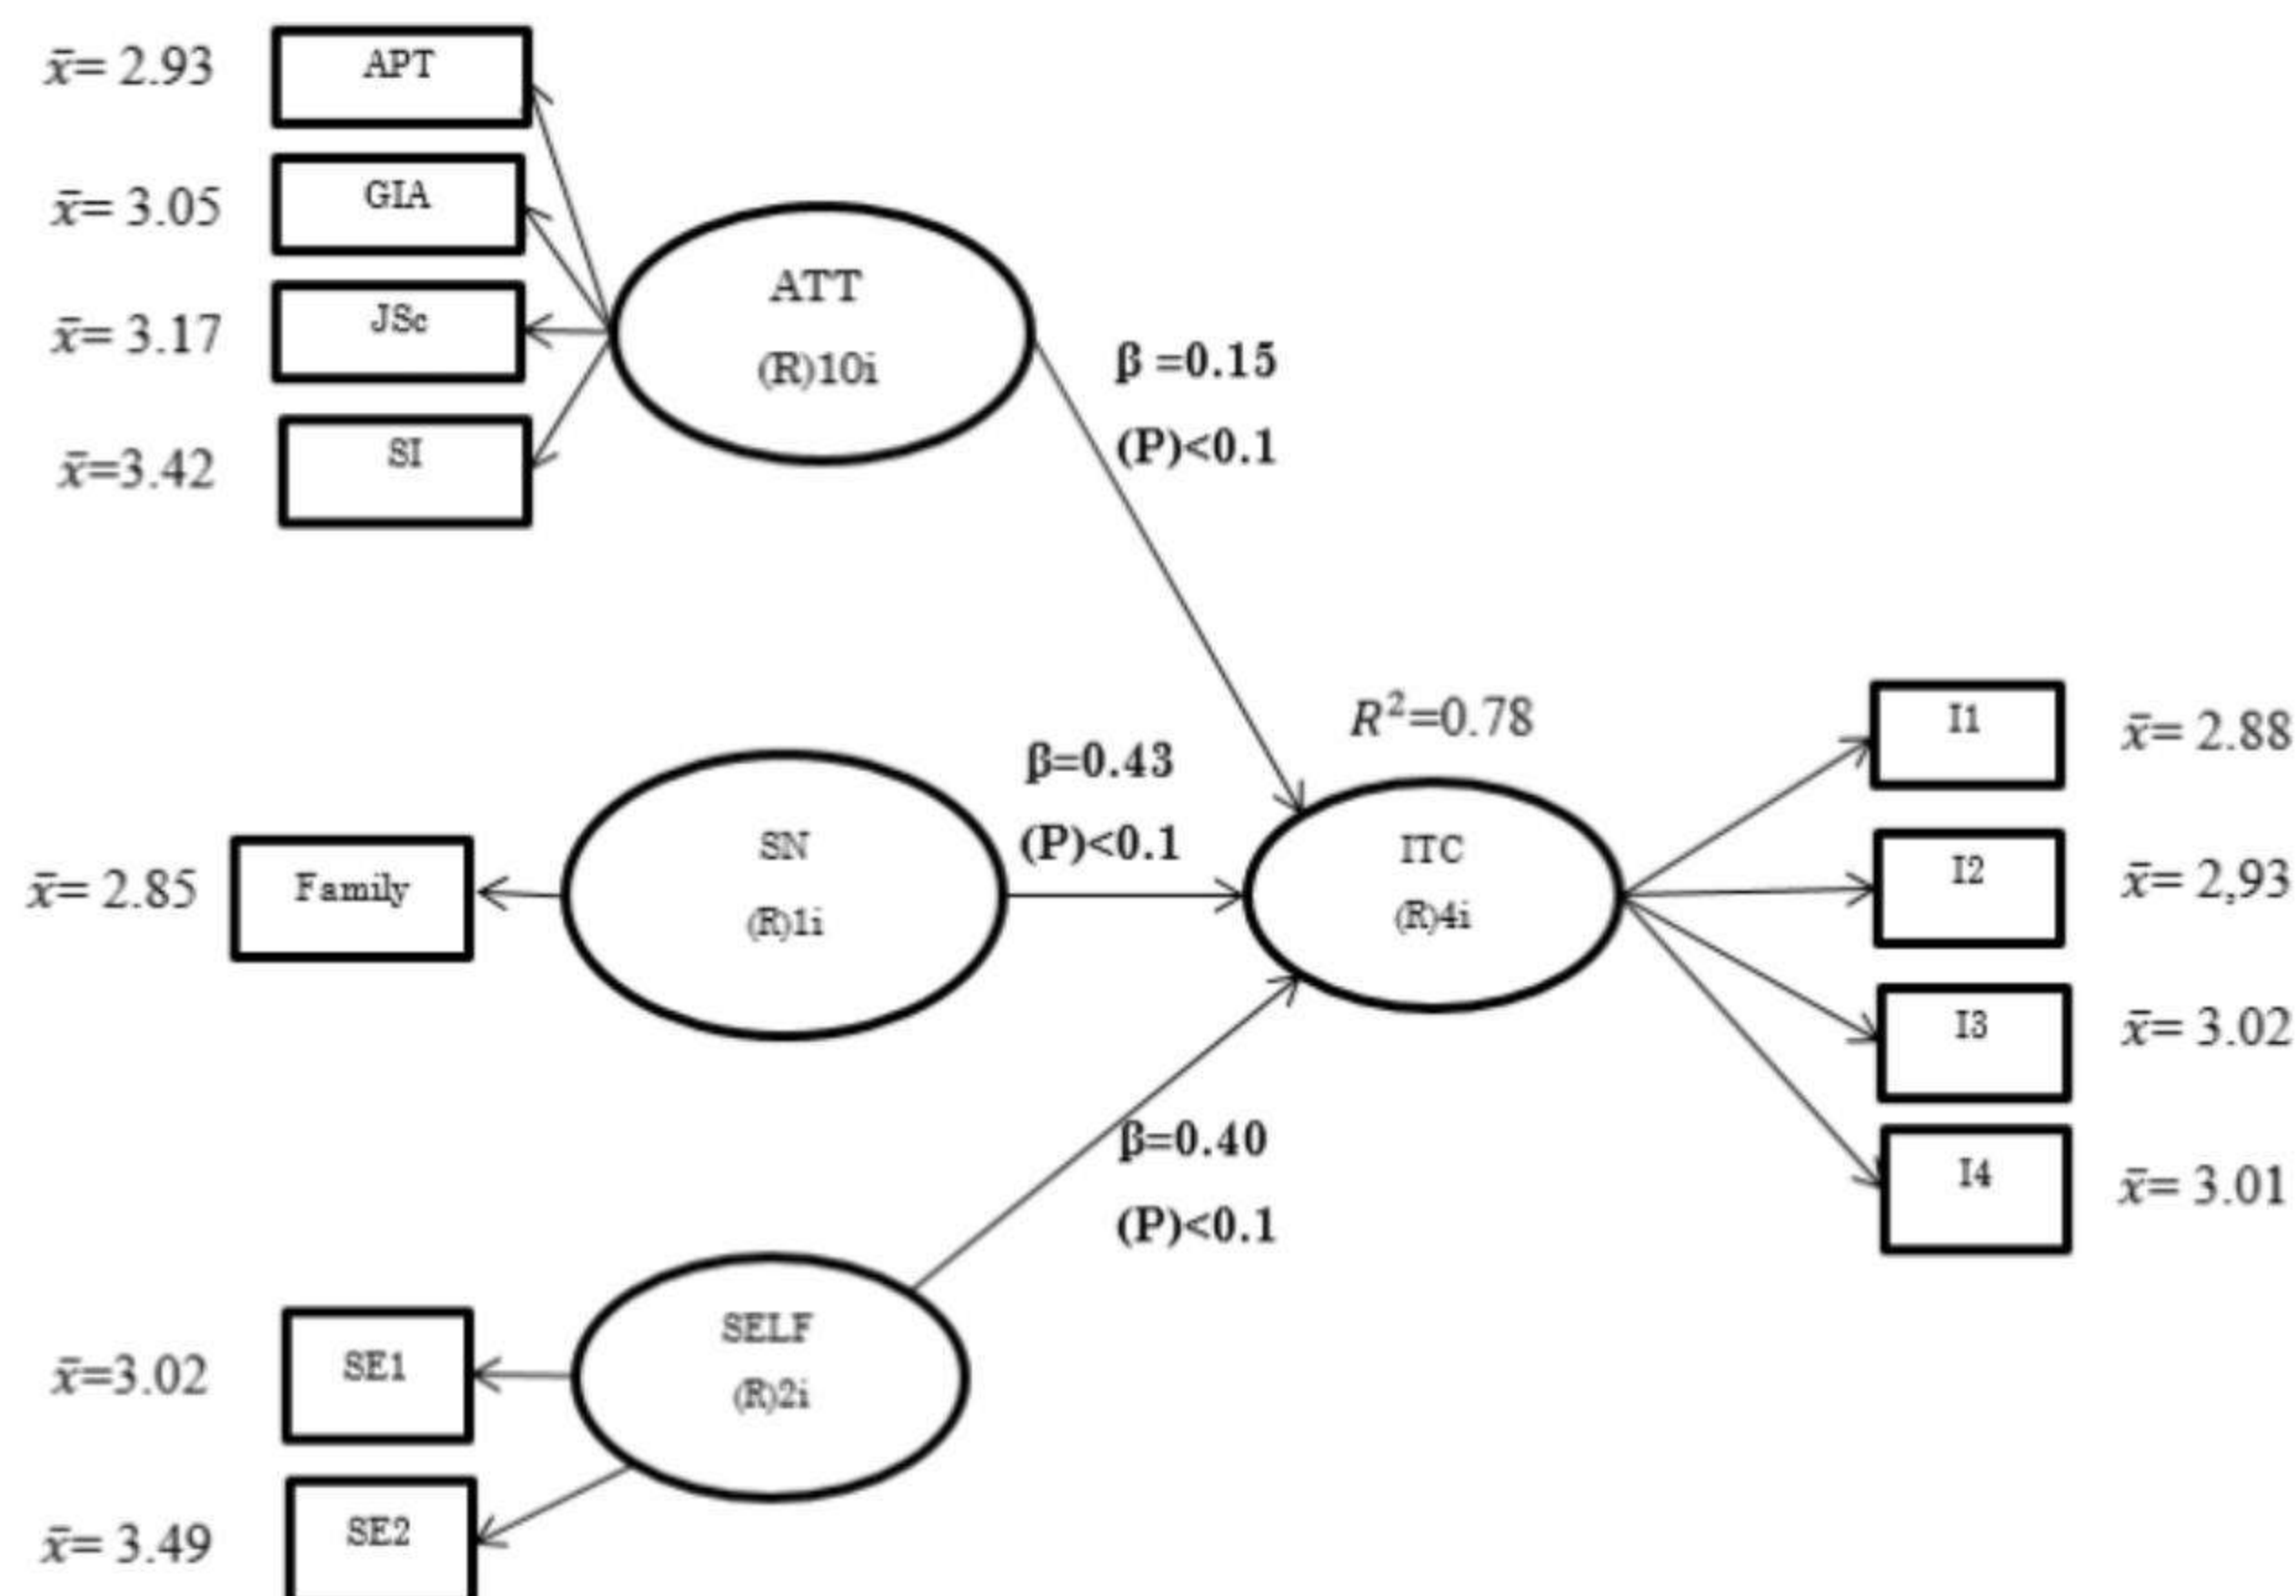 x̄= 2.93
APT
x̄= 3.05
GIA
x̄= 3.17
JSc
x̄=3.42
SI
ATT
(R)10i
β =0.15
(P)<0.1
x̄= 2.85
Family
SN
(R)1i
β=0.43
(P)<0.1
R²=0.78
ITC
(R)4i
I1
x̄= 2.88
I2
x̄= 2,93
I3
x̄= 3.02
I4
x̄= 3.01
β=0.40
(P)<0.1
SELF
(R)2i
x̄=3.02
SE1
x̄= 3.49
SE2